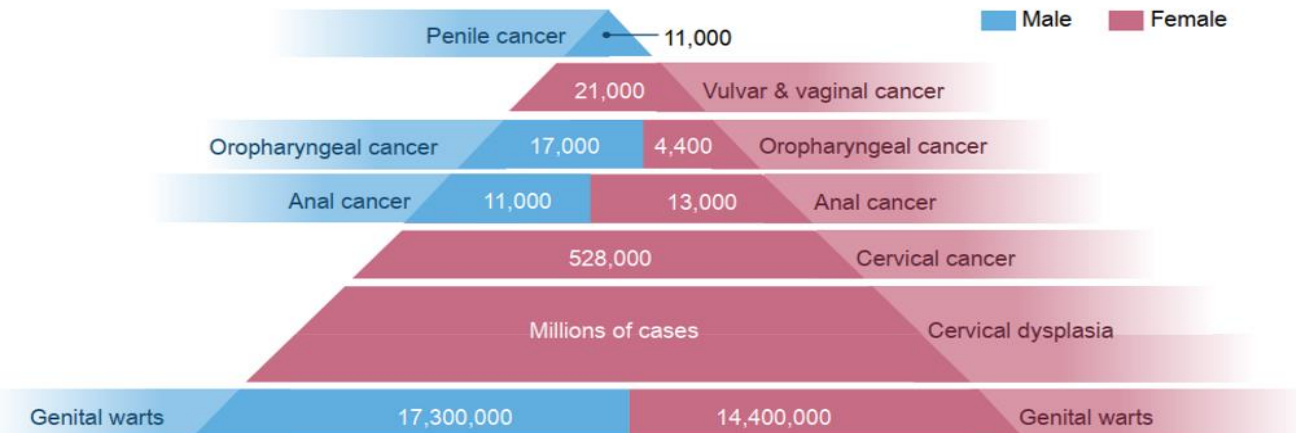 Male Female
Penile cancer 11,000
21,000 Vulvar & vaginal cancer
Oropharyngeal cancer 17,000 4,400 Oropharyngeal cancer
Anal cancer 11,000 13,000 Anal cancer
528,000 Cervical cancer
Millions of cases Cervical dysplasia
Genital warts 17,300,000 14,400,000 Genital warts